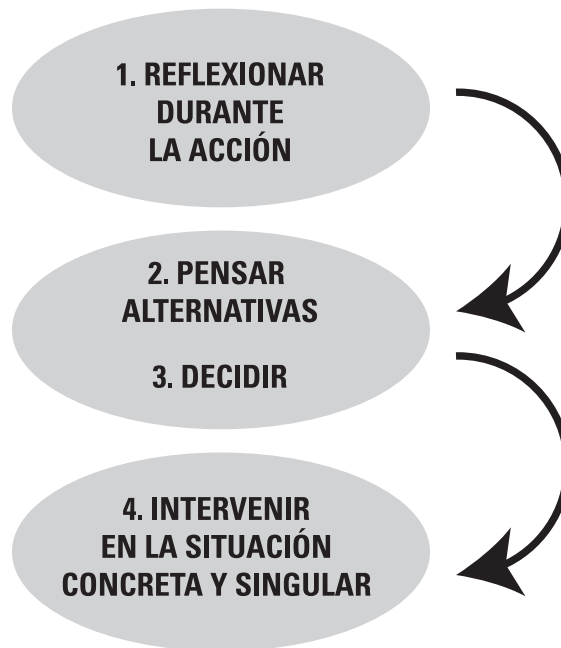 1. REFLEXIONAR
DURANTE
LA ACCIÓN
2. PENSAR
ALTERNATIVAS
3. DECIDIR
4. INTERVENIR
EN LA SITUACIÓN
CONCRETA Y SINGULAR